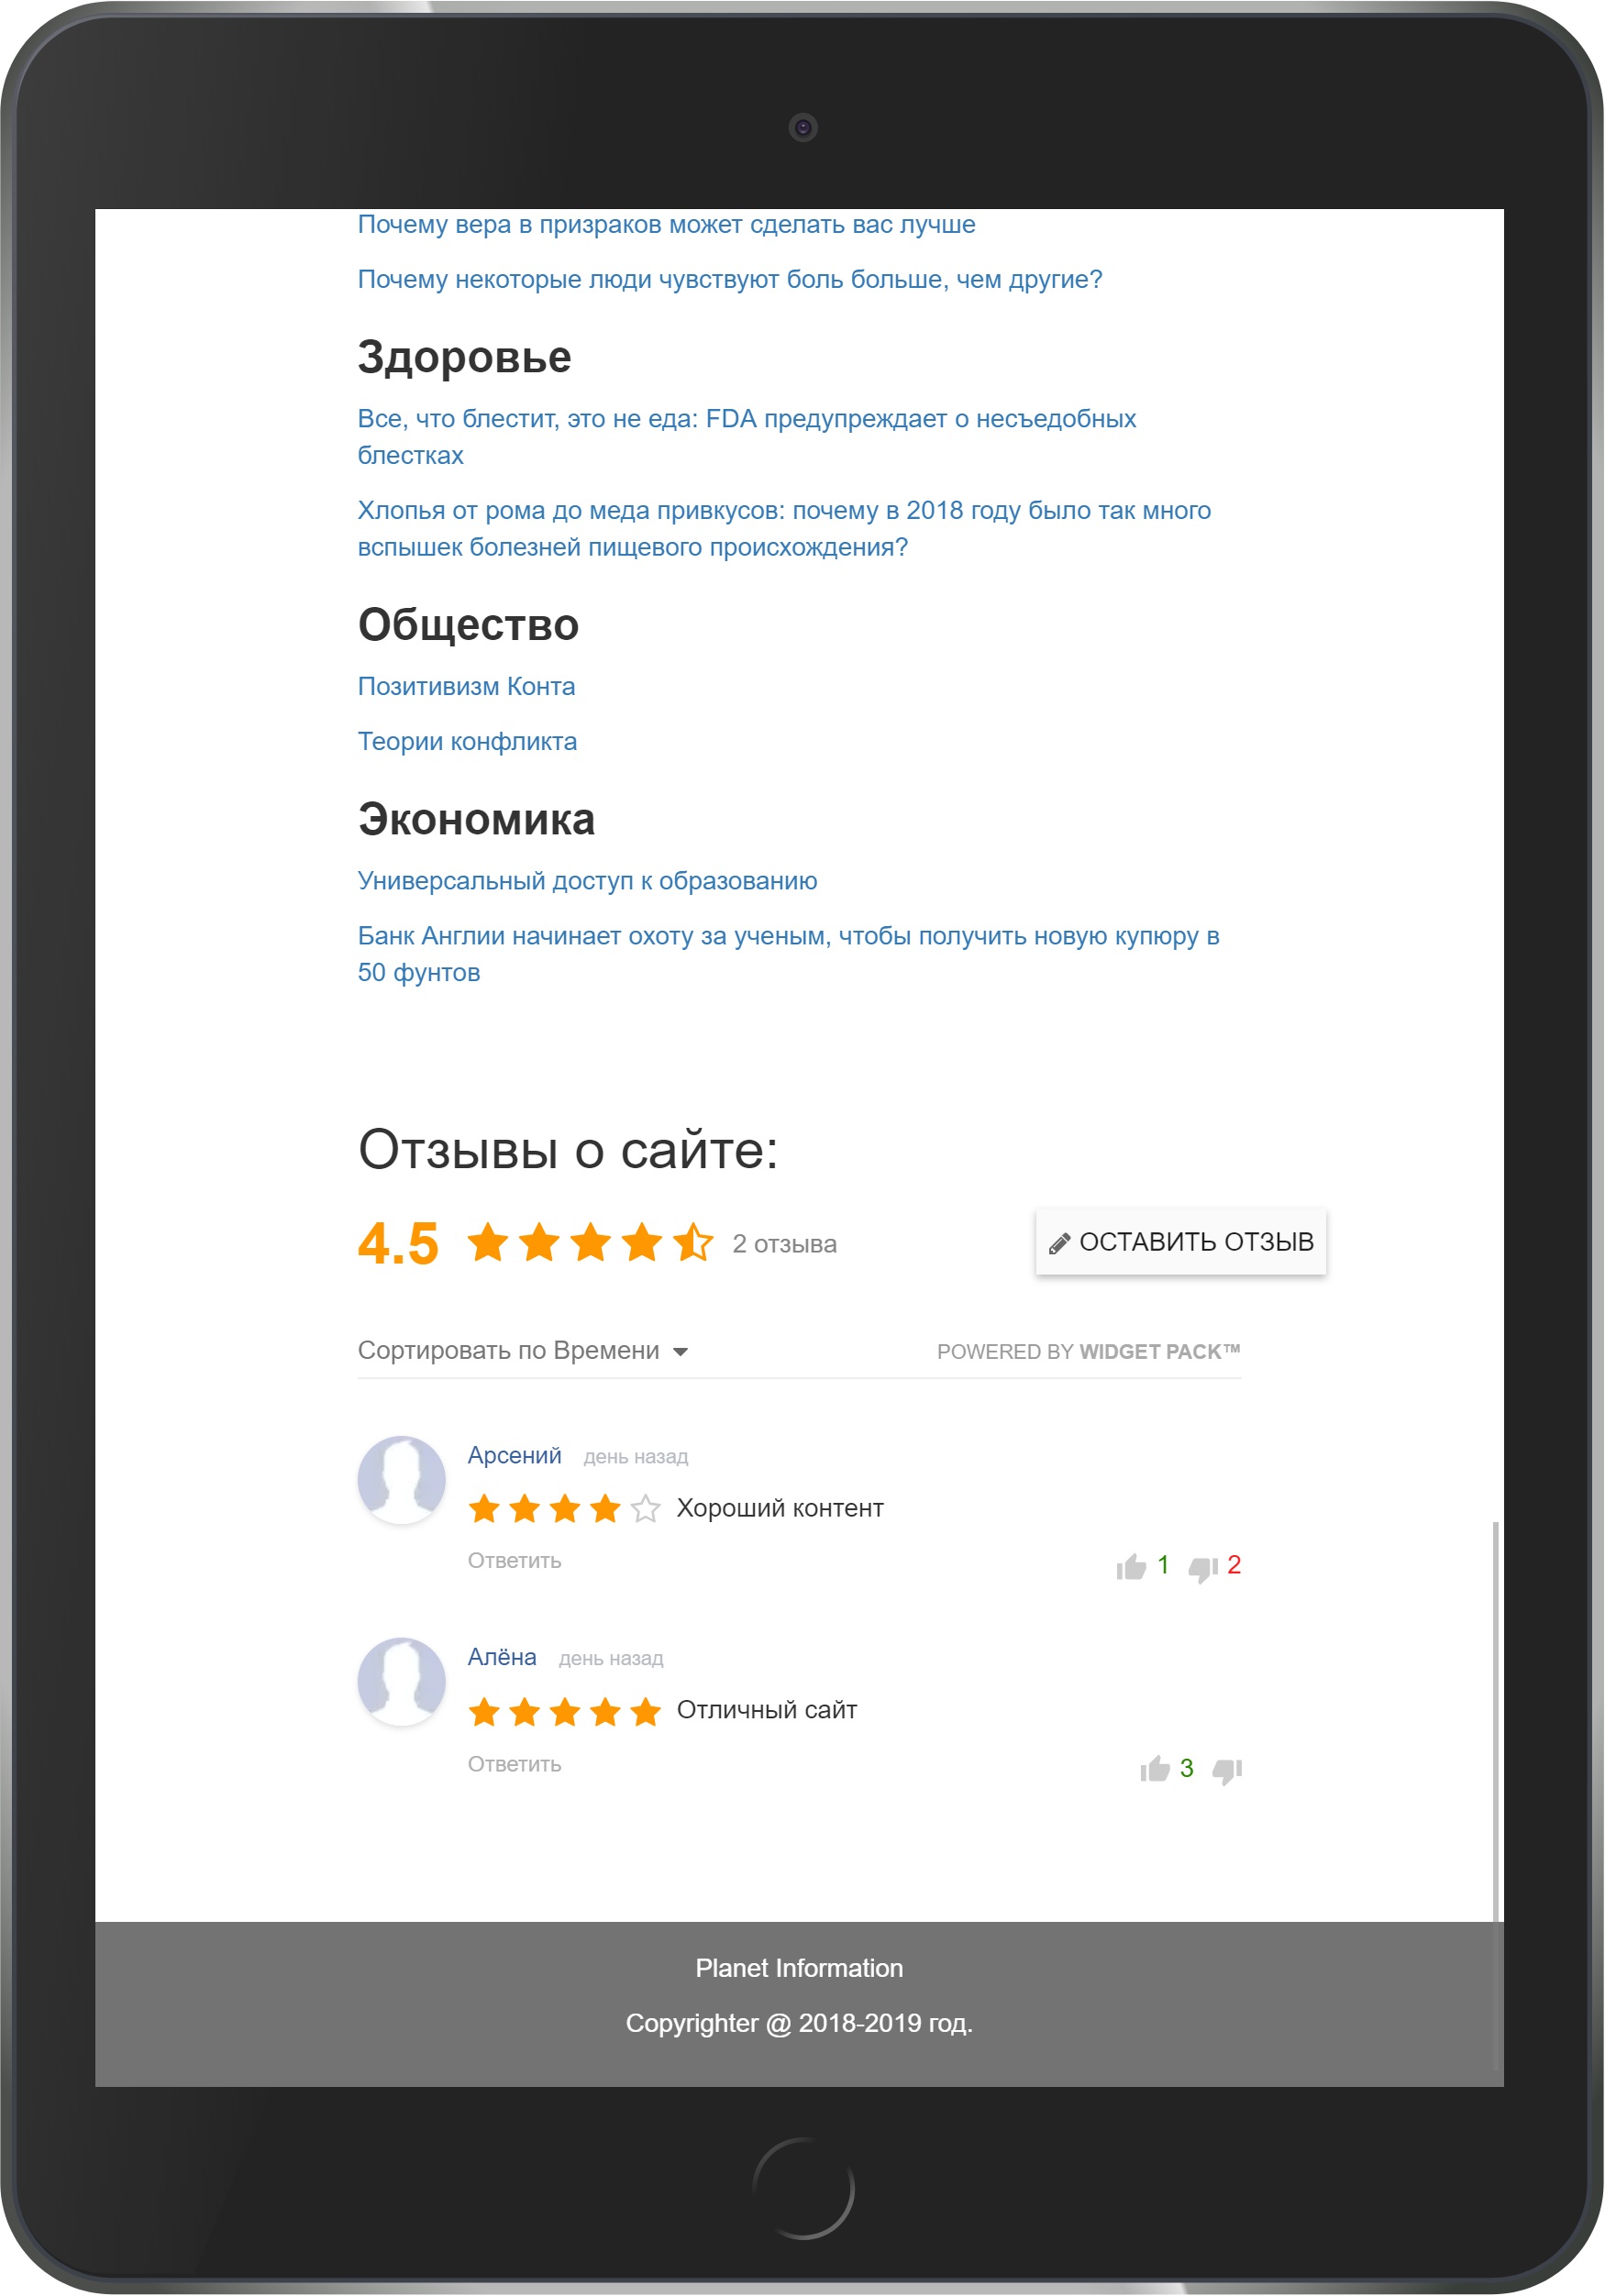 Почему вера в призраков может сделать вас лучше
Почему некоторые люди чувствуют боль больше, чем другие?
Здоровье
Все, что блестит, это не еда: FDA предупреждает о несъедобных
блестках
Хлопья от рома до меда привкусов: почему в 2018 году было так много
вспышек болезней пищевого происхождения?
Общество
Позитивизм Конта
Теории конфликта
Экономика
Универсальный доступ к образованию
Банк Англии начинает охоту за ученым, чтобы получить новую купюру в
50 фунтов
Отзывы о сайте:
4.5 2 отзыва ОСТАВИТЬ ОТЗЫВ
Сортировать по Времени POWERED BY WIDGET PACK™
Арсений день назад
Хороший контент
Ответить 1 2
Алёна день назад
Отличный сайт
Ответить 3
Planet Information
Copyrighter @ 2018-2019 год.